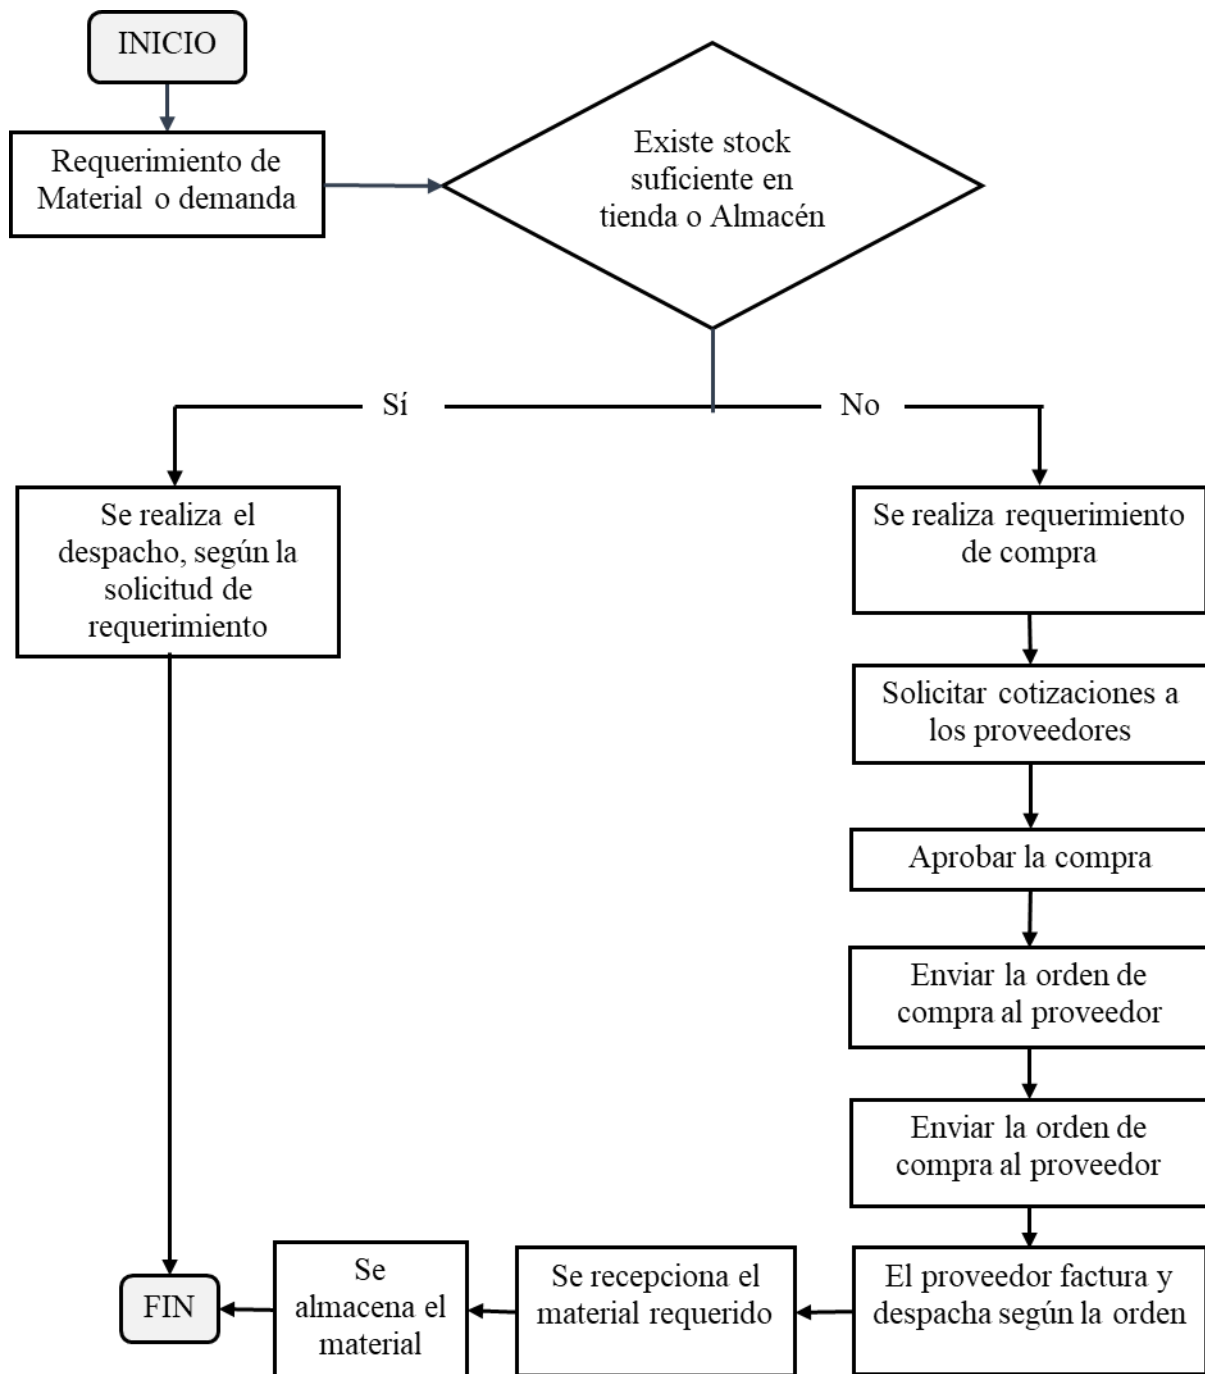 INICIO
Requerimiento de
Material o demanda
Existe stock
suficiente en
tienda o Almacén
Sí
No
Se realiza el
despacho, según la
solicitud de
requerimiento
Se realiza requerimiento
de compra
Solicitar cotizaciones a
los proveedores
Aprobar la compra
Enviar la orden de
compra al proveedor
Enviar la orden de
compra al proveedor
El proveedor factura y
despacha según la orden
Se recepciona el
material requerido
Se
almacena el
material
FIN